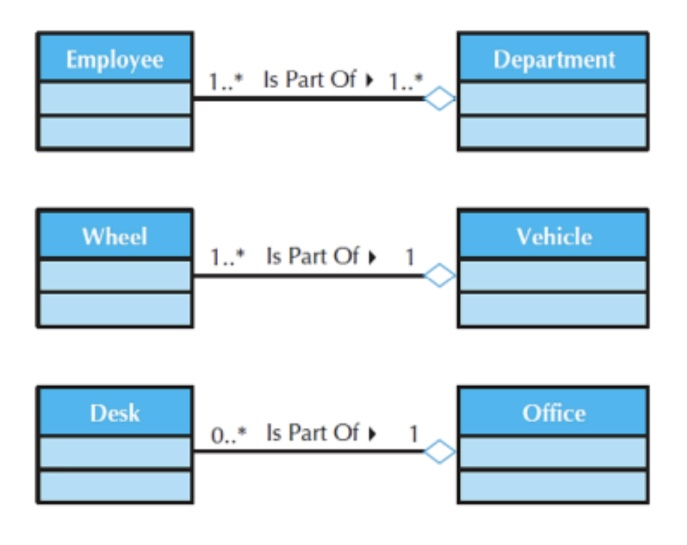 Employee
Department
1..* Is Part Of 1..*
Wheel
Vehicle
1..* Is Part Of 1
Desk
Office
0..* Is Part Of 1